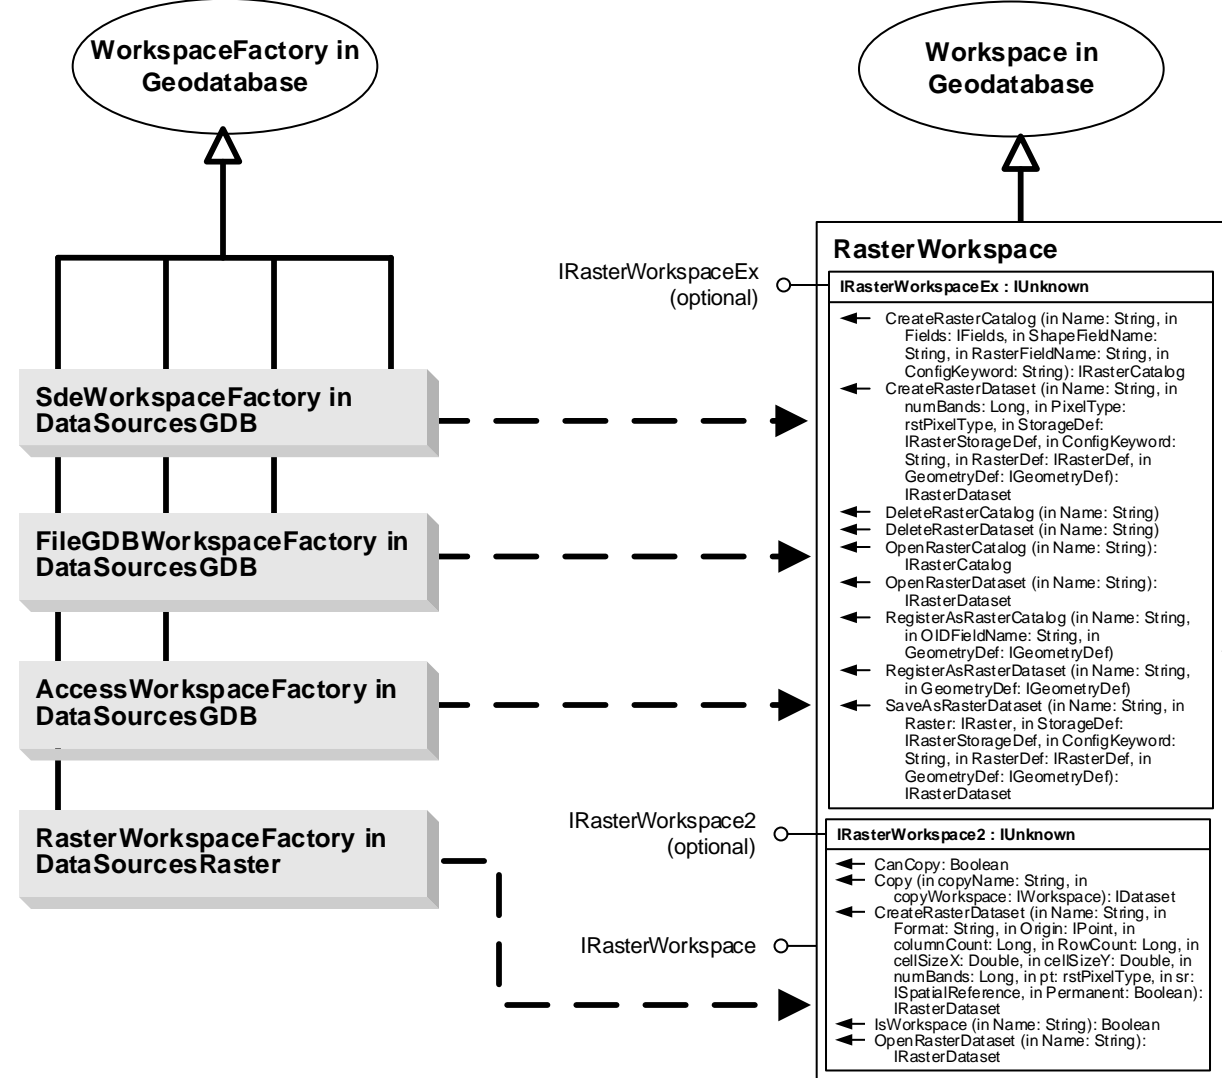 WorkspaceFactory in
Geodatabase
Workspace in
Geodatabase
SdeWorkspaceFactory in
DataSourcesGDB
FileGDBWorkspaceFactory in
DataSourcesGDB
AccessWorkspaceFactory in
DataSourcesGDB
RasterWorkspaceFactory in
DataSourcesRaster
IRasterWorkspaceEx
(optional)
IRasterWorkspace2
(optional)
IRasterWorkspace
RasterWorkspace
IRasterWorkspaceEx : IUnknown
CreateRasterCatalog (in Name: String, in
Fields: IFields, in ShapeFieldName:
String, in RasterFieldName: String, in
ConfigKeyword: String): IRasterCatalog
CreateRasterDataset (in Name: String, in
numBands: Long, in PixelType:
rstPixelType, in StorageDef:
IRasterStorageDef, in ConfigKeyword:
String, in RasterDef: IRasterDef, in
GeometryDef: IGeometryDef):
IRasterDataset
DeleteRasterCatalog (in Name: String)
DeleteRasterDataset (in Name: String)
OpenRasterCatalog (in Name: String):
IRasterCatalog
OpenRasterDataset (in Name: String):
IRasterDataset
RegisterAsRasterCatalog (in Name: String,
in OIDFieldName: String, in
GeometryDef: IGeometryDef)
RegisterAsRasterDataset (in Name: String,
in GeometryDef: IGeometryDef)
SaveAsRasterDataset (in Name: String, in
Raster: IRaster, in StorageDef:
IRasterStorageDef, in ConfigKeyword:
String, in RasterDef: IRasterDef, in
GeometryDef: IGeometryDef):
IRasterDataset
IRasterWorkspace2 : IUnknown
CanCopy: Boolean
Copy (in copyName: String, in
copyWorkspace: IWorkspace): IDataset
CreateRasterDataset (in Name: String, in
Format: String, in Origin: IPoint, in
columnCount: Long, in RowCount: Long, in
cellSizeX: Double, in cellSizeY: Double, in
numBands: Long, in pt: rstPixelType, in sr:
ISpatialReference, in Permanent: Boolean):
IRasterDataset
IsWorkspace (in Name: String): Boolean
OpenRasterDataset (in Name: String):
IRasterDataset